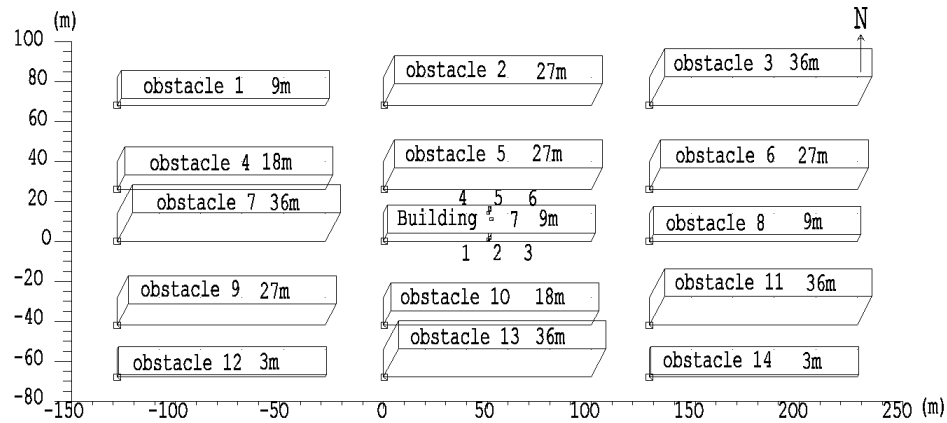 (m)
N
100
obstacle 1 9m
obstacle 2 27m
obstacle 3 36m
80
60
obstacle 4 18m
obstacle 5 27m
obstacle 6 27m
40
obstacle 7 36m
4 5 6
20
Building 7 9m
obstacle 8 9m
0
1 2 3
-20
obstacle 9 27m
obstacle 10 18m
obstacle 11 36m
-40
obstacle 13 36m
-60
obstacle 12 3m
obstacle 14 3m
-80
-150 -100 -50 0 50 100 150 200 250 (m)